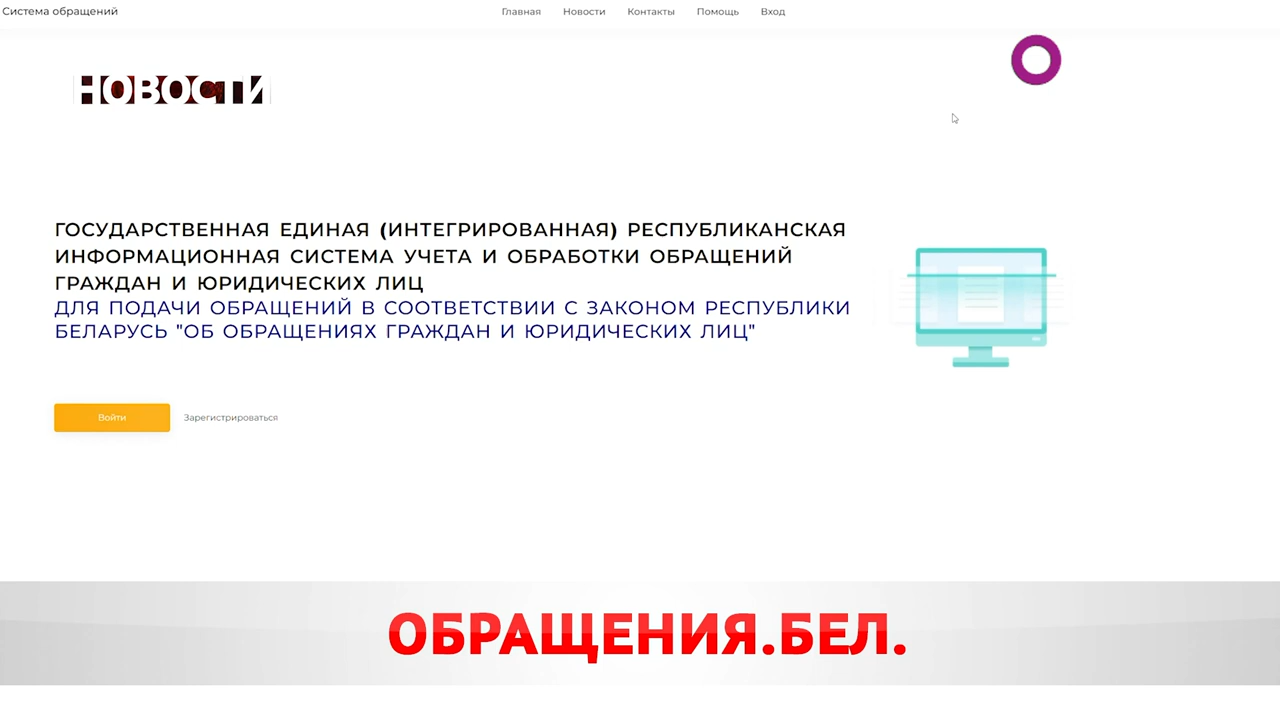 Система обращений
Главная Новости Контакты Помощь Вход
НОВОСТИ
ГОСУДАРСТВЕННАЯ ЕДИНАЯ (ИНТЕГРИРОВАННАЯ) РЕСПУБЛИКАНСКАЯ
ИНФОРМАЦИОННАЯ СИСТЕМА УЧЕТА И ОБРАБОТКИ ОБРАЩЕНИЙ
ГРАЖДАН И ЮРИДИЧЕСКИХ ЛИЦ
ДЛЯ ПОДАЧИ ОБРАЩЕНИЙ В СООТВЕТСТВИИ С ЗАКОНОМ РЕСПУБЛИКИ
БЕЛАРУСЬ "ОБ ОБРАЩЕНИЯХ ГРАЖДАН И ЮРИДИЧЕСКИХ ЛИЦ"
Войти Зарегистрироваться
ОБРАЩЕНИЯ.БЕЛ.